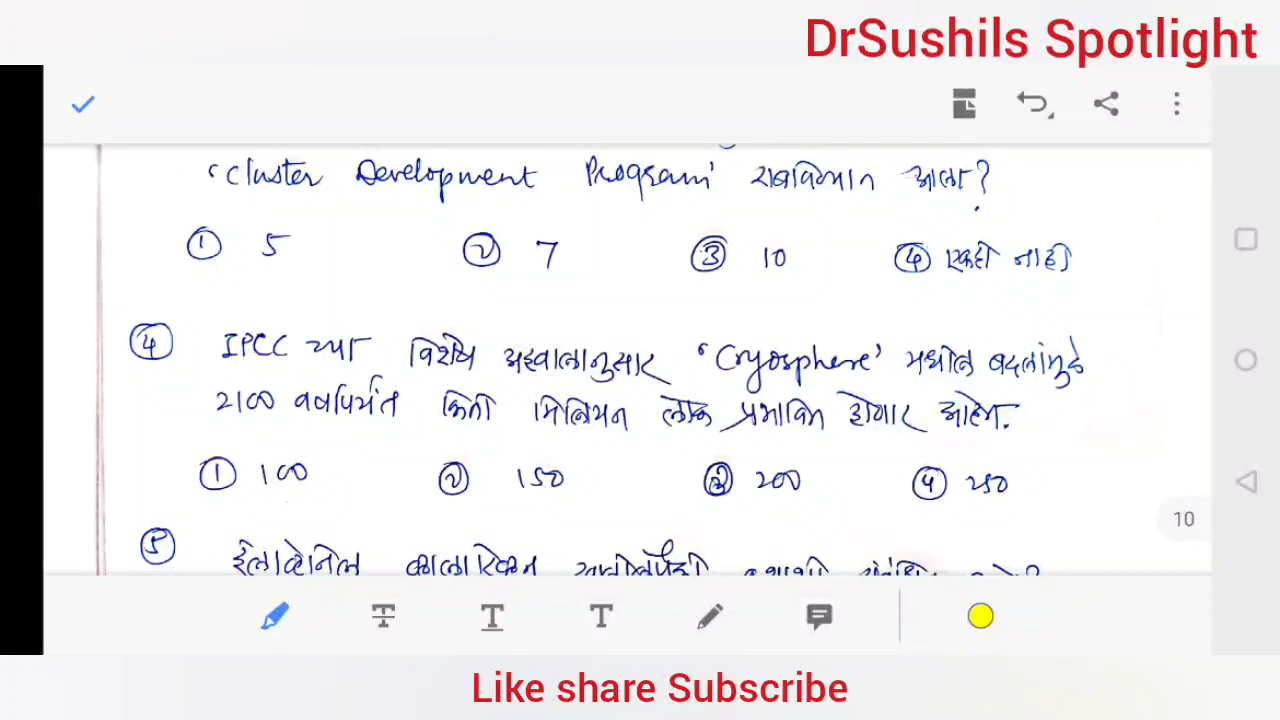 DrSushils Spotlight
'Cluster Development Program' राबविण्यात आला?
① 5 ② 7 ③ 10 ④ एकही नाही
④ IPCC च्या विशेष अहवालानुसार 'Cryosphere' मधील बदलांमुळे
2100 वर्षापर्यंत किती मिलियन लोक प्रभावित होणार आहेत.
① 100 ② 150 ③ 200 ④ 250
10
⑤ ईलाव्हेनिल
T T
Like share Subscribe